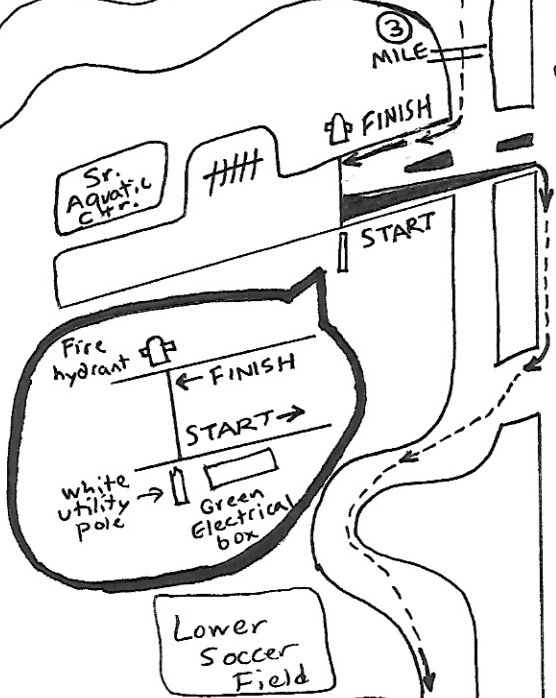 3
MILE
FINISH
Sr.
Aquatic
Ctr.
START
Fire
hydrant
← FINISH
START →
White
utility →
pole
Green
Electrical
box
Lower
Soccer
Field